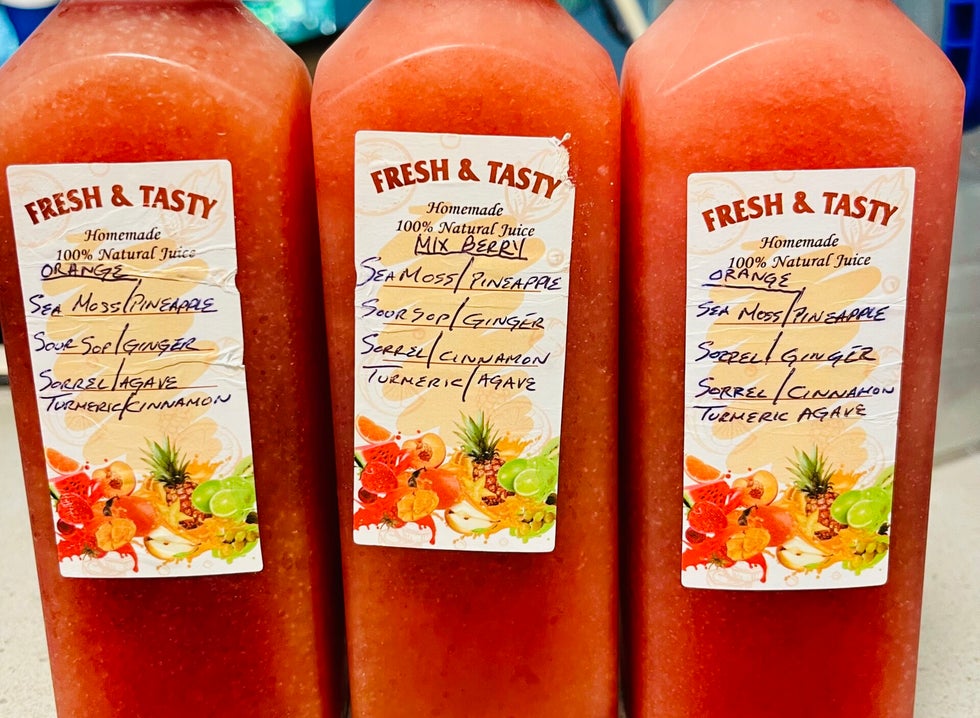 FRESH & TASTY
Homemade
100% Natural Juice
ORANGE
SEA MOSS/PINEAPPLE
SOUR SOP/GINGER
SORREL/AGAVE
TURMERIC/CINNAMON
FRESH & TASTY
Homemade
100% Natural Juice
MIX BERRY
SEA MOSS/PINEAPPLE
SOURSOP/GINGER
SORREL/CINNAMON
TURMERIC/AGAVE
FRESH & TASTY
Homemade
100% Natural Juice
ORANGE
SEA MOSS/PINEAPPLE
SORREL/GINGER
SORREL/CINNAMON
TURMERIC AGAVE